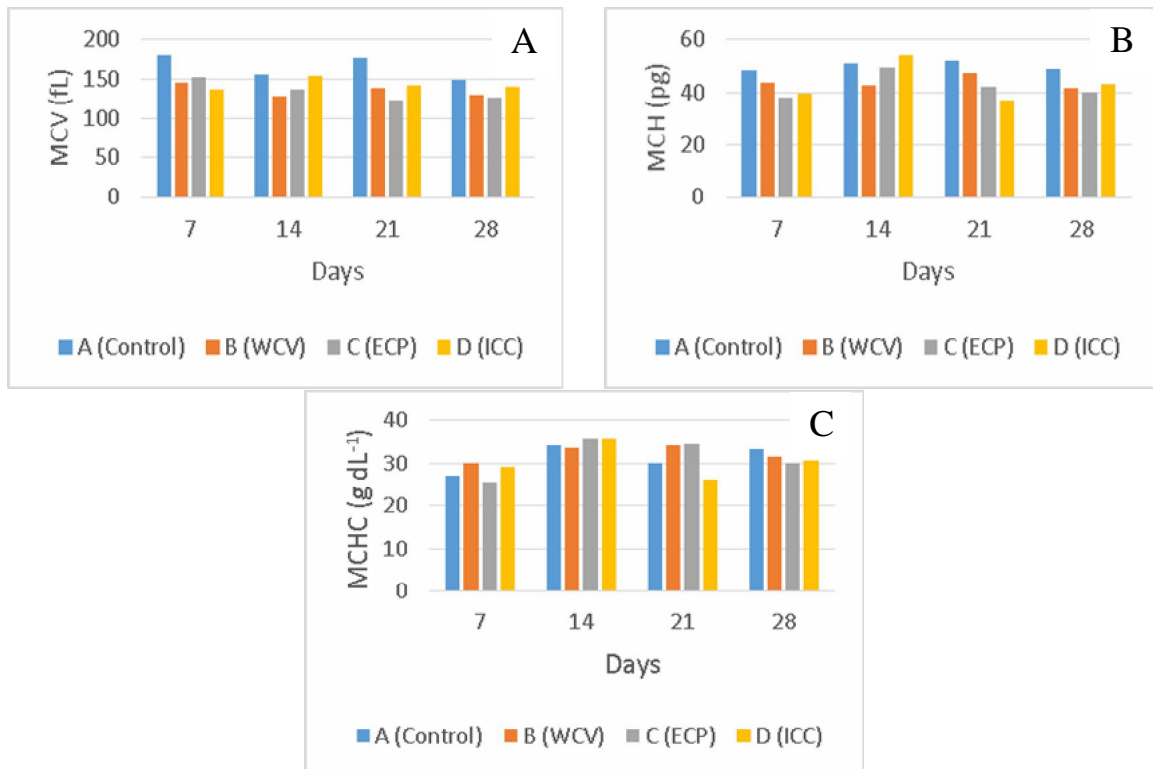 A
MCV (fL)
200
150
100
50
0
7 14 21 28
Days
A (Control) B (WCV) C (ECP) D (ICC)
B
MCH (pg)
60
40
20
0
7 14 21 28
Days
A (Control) B (WCV) C (ECP) D (ICC)
C
MCHC (g dL⁻¹)
40
30
20
10
0
7 14 21 28
Days
A (Control) B (WCV) C (ECP) D (ICC)